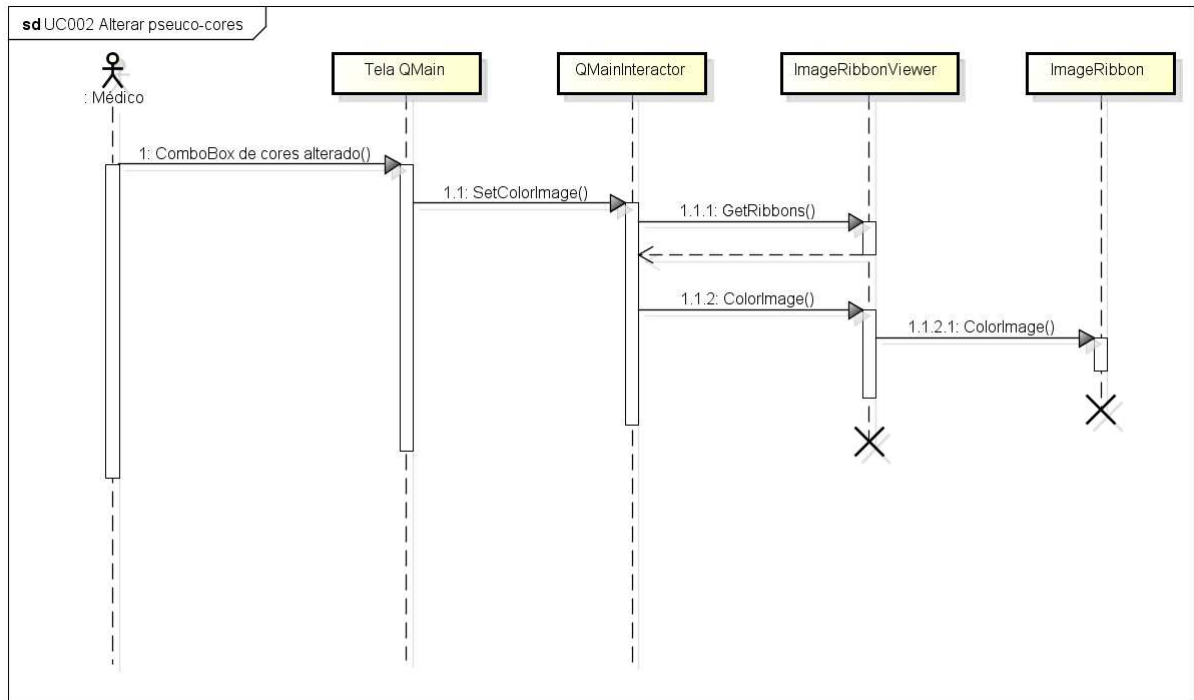 sd UC002 Alterar pseuco-cores
: Médico
Tela QMain
QMainInteractor
ImageRibbonViewer
ImageRibbon
1: ComboBox de cores alterado()
1.1: SetColorImage()
1.1.1: GetRibbons()
1.1.2: ColorImage()
1.1.2.1: ColorImage()